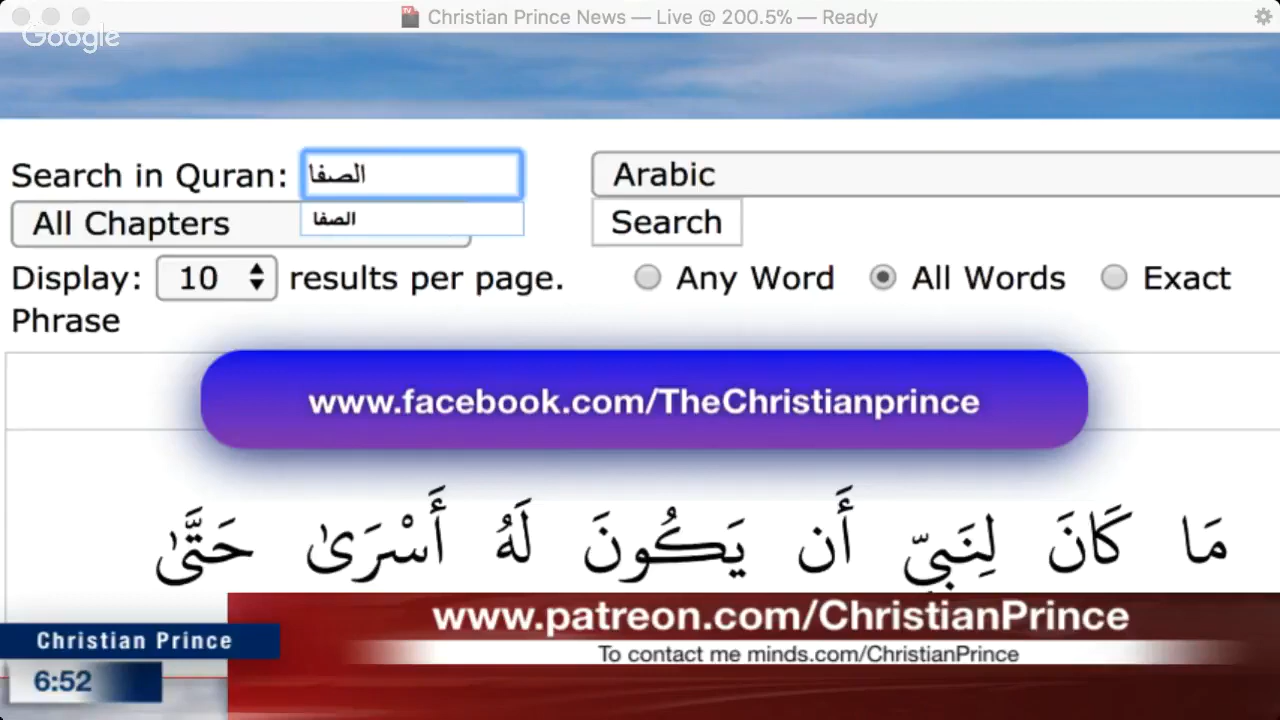 Christian Prince News — Live @ 200.5% — Ready
Google
Search in Quran: الصفا Arabic
All Chapters الصفا Search
Display: 10 results per page. Any Word All Words Exact
Phrase
www.facebook.com/TheChristianprince
مَا كَانَ لِنَبِيٍّ أَن يَكُونَ لَهُ أَسْرَىٰ حَتَّىٰ
www.patreon.com/ChristianPrince
Christian Prince
To contact me minds.com/ChristianPrince
6:52